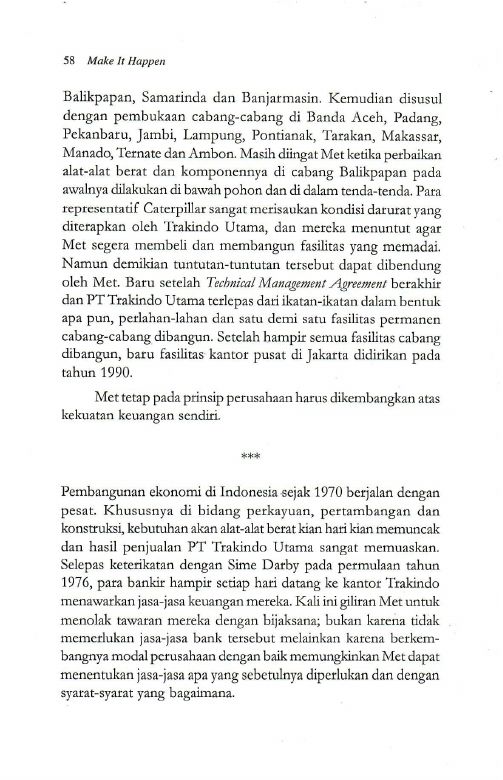 58 Make It Happen
Balikpapan, Samarinda dan Banjarmasin. Kemudian disusul
dengan pembukaan cabang-cabang di Banda Aceh, Padang,
Pekanbaru, Jambi, Lampung, Pontianak, Tarakan, Makassar,
Manado, Ternate dan Ambon. Masih diingat Met ketika perbaikan
alat-alat berat dan komponennya di cabang Balikpapan pada
awalnya dilakukan di bawah pohon dan di dalam tenda-tenda. Para
representatif Caterpillar sangat merisaukan kondisi darurat yang
diterapkan oleh Trakindo Utama, dan mereka menuntut agar
Met segera membeli dan membangun fasilitas yang memadai.
Namun demikian tuntutan-tuntutan tersebut dapat dibendung
oleh Met. Baru setelah Technical Management Agreement berakhir
dan PT Trakindo Utama terlepas dari ikatan-ikatan dalam bentuk
apa pun, perlahan-lahan dan satu demi satu fasilitas permanen
cabang-cabang dibangun. Setelah hampir semua fasilitas cabang
dibangun, baru fasilitas kantor pusat di Jakarta didirikan pada
tahun 1990.
Met tetap pada prinsip perusahaan harus dikembangkan atas
kekuatan keuangan sendiri.
***
Pembangunan ekonomi di Indonesia sejak 1970 berjalan dengan
pesat. Khususnya di bidang perkayuan, pertambangan dan
konstruksi, kebutuhan akan alat-alat berat kian hari kian memuncak
dan hasil penjualan PT Trakindo Utama sangat memuaskan.
Selepas keterikatan dengan Sime Darby pada permulaan tahun
1976, para bankir hampir setiap hari datang ke kantor Trakindo
menawarkan jasa-jasa keuangan mereka. Kali ini giliran Met untuk
menolak tawaran mereka dengan bijaksana; bukan karena tidak
memerlukan jasa-jasa bank tersebut melainkan karena berkem-
bangnya modal perusahaan dengan baik memungkinkan Met dapat
menentukan jasa-jasa apa yang sebetulnya diperlukan dan dengan
syarat-syarat yang bagaimana.